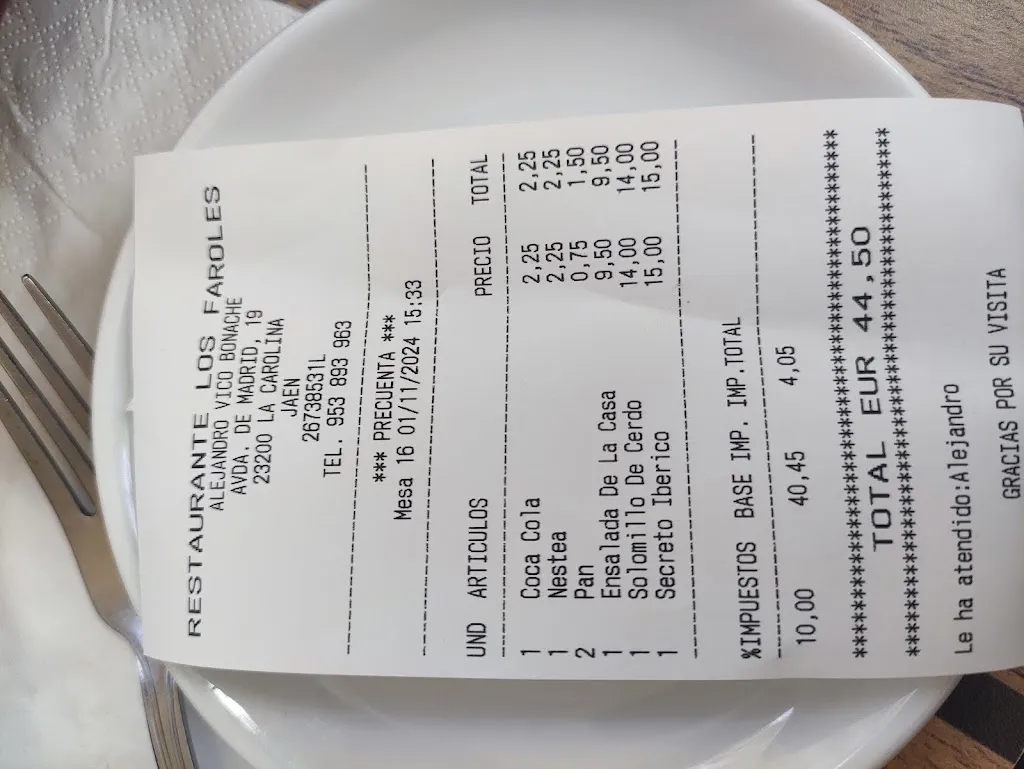 RESTAURANTE LOS FAROLES
ALEJANDRO VICO BONACHE
AVDA. DE MADRID, 19
23200 LA CAROLINA
JAEN
26738531L
TEL. 953 893 963
*** PRECUENTA ***
Mesa 16 01/11/2024 15:33
UND ARTICULOS PRECIO TOTAL
1 Coca Cola 2,25 2,25
1 Nestea 2,25 2,25
2 Pan 0,75 1,50
1 Ensalada De La Casa 9,50 9,50
1 Solomillo De Cerdo 14,00 14,00
1 Secreto Iberico 15,00 15,00
%IMPUESTOS BASE IMP. IMP.TOTAL
10,00 40,45 4,05
TOTAL EUR 44,50
Le ha atendido:Alejandro
GRACIAS POR SU VISITA